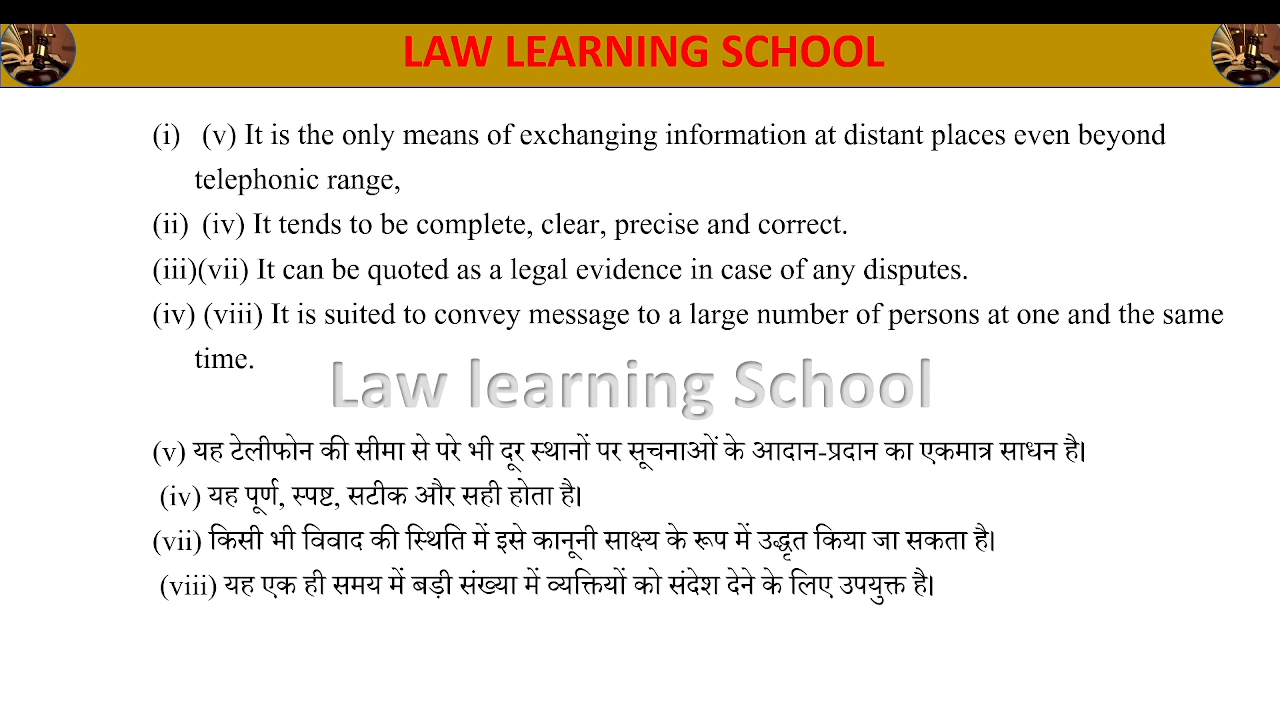 LAW LEARNING SCHOOL
(i) (v) It is the only means of exchanging information at distant places even beyond
telephonic range,
(ii) (iv) It tends to be complete, clear, precise and correct.
(iii)(vii) It can be quoted as a legal evidence in case of any disputes.
(iv) (viii) It is suited to convey message to a large number of persons at one and the same
time.
Law learning School
(v) यह टेलीफोन की सीमा से परे भी दूर स्थानों पर सूचनाओं के आदान-प्रदान का एकमात्र साधन है।
(iv) यह पूर्ण, स्पष्ट, सटीक और सही होता है।
(vii) किसी भी विवाद की स्थिति में इसे कानूनी साक्ष्य के रूप में उद्धृत किया जा सकता है।
(viii) यह एक ही समय में बड़ी संख्या में व्यक्तियों को संदेश देने के लिए उपयुक्त है।